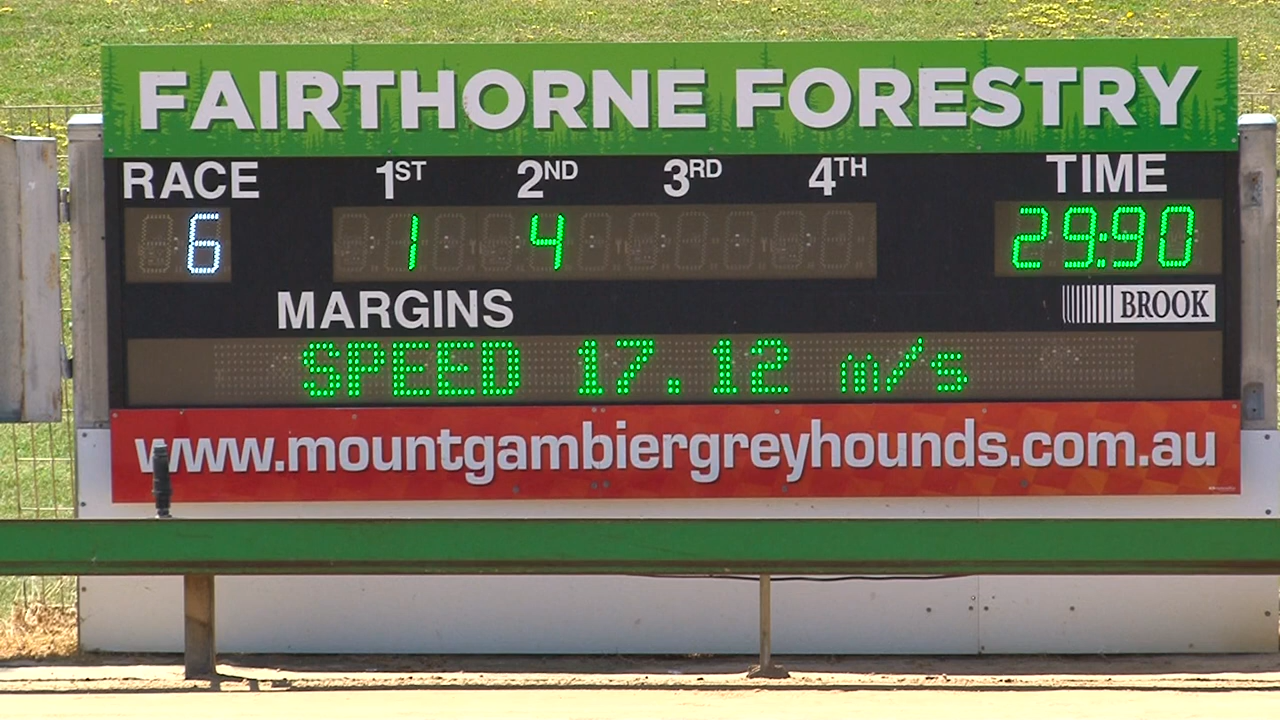 FAIRTHORNE FORESTRY
RACE 1ST 2ND 3RD 4TH TIME
6 1 4 29.90
MARGINS BROOK
SPEED 17.12 m/s
www.mountgambiergreyhounds.com.au